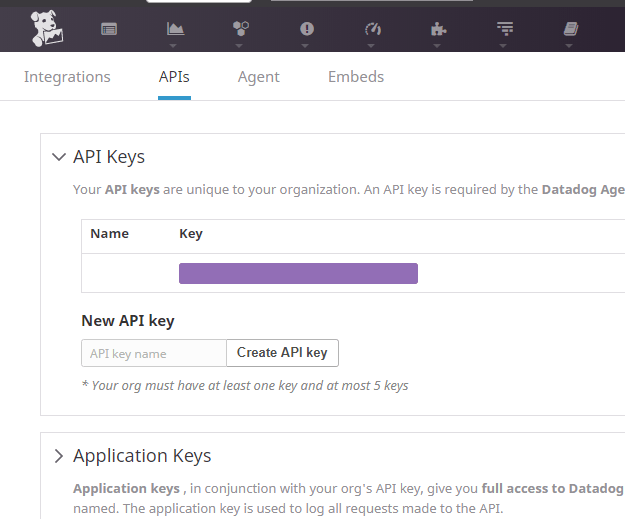 Integrations APIs Agent Embeds
API Keys
Your API keys are unique to your organization. An API key is required by the Datadog Age
Name Key
New API key
API key name Create API key
* Your org must have at least one key and at most 5 keys
Application Keys
Application keys , in conjunction with your org's API key, give you full access to Datadog
named. The application key is used to log all requests made to the API.